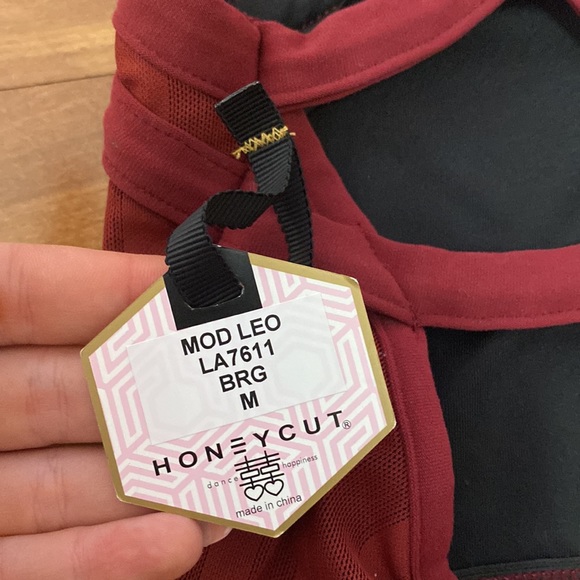 MOD LEO
LA7611
BRG
M
HONEYCUT®
dance happiness
made in china